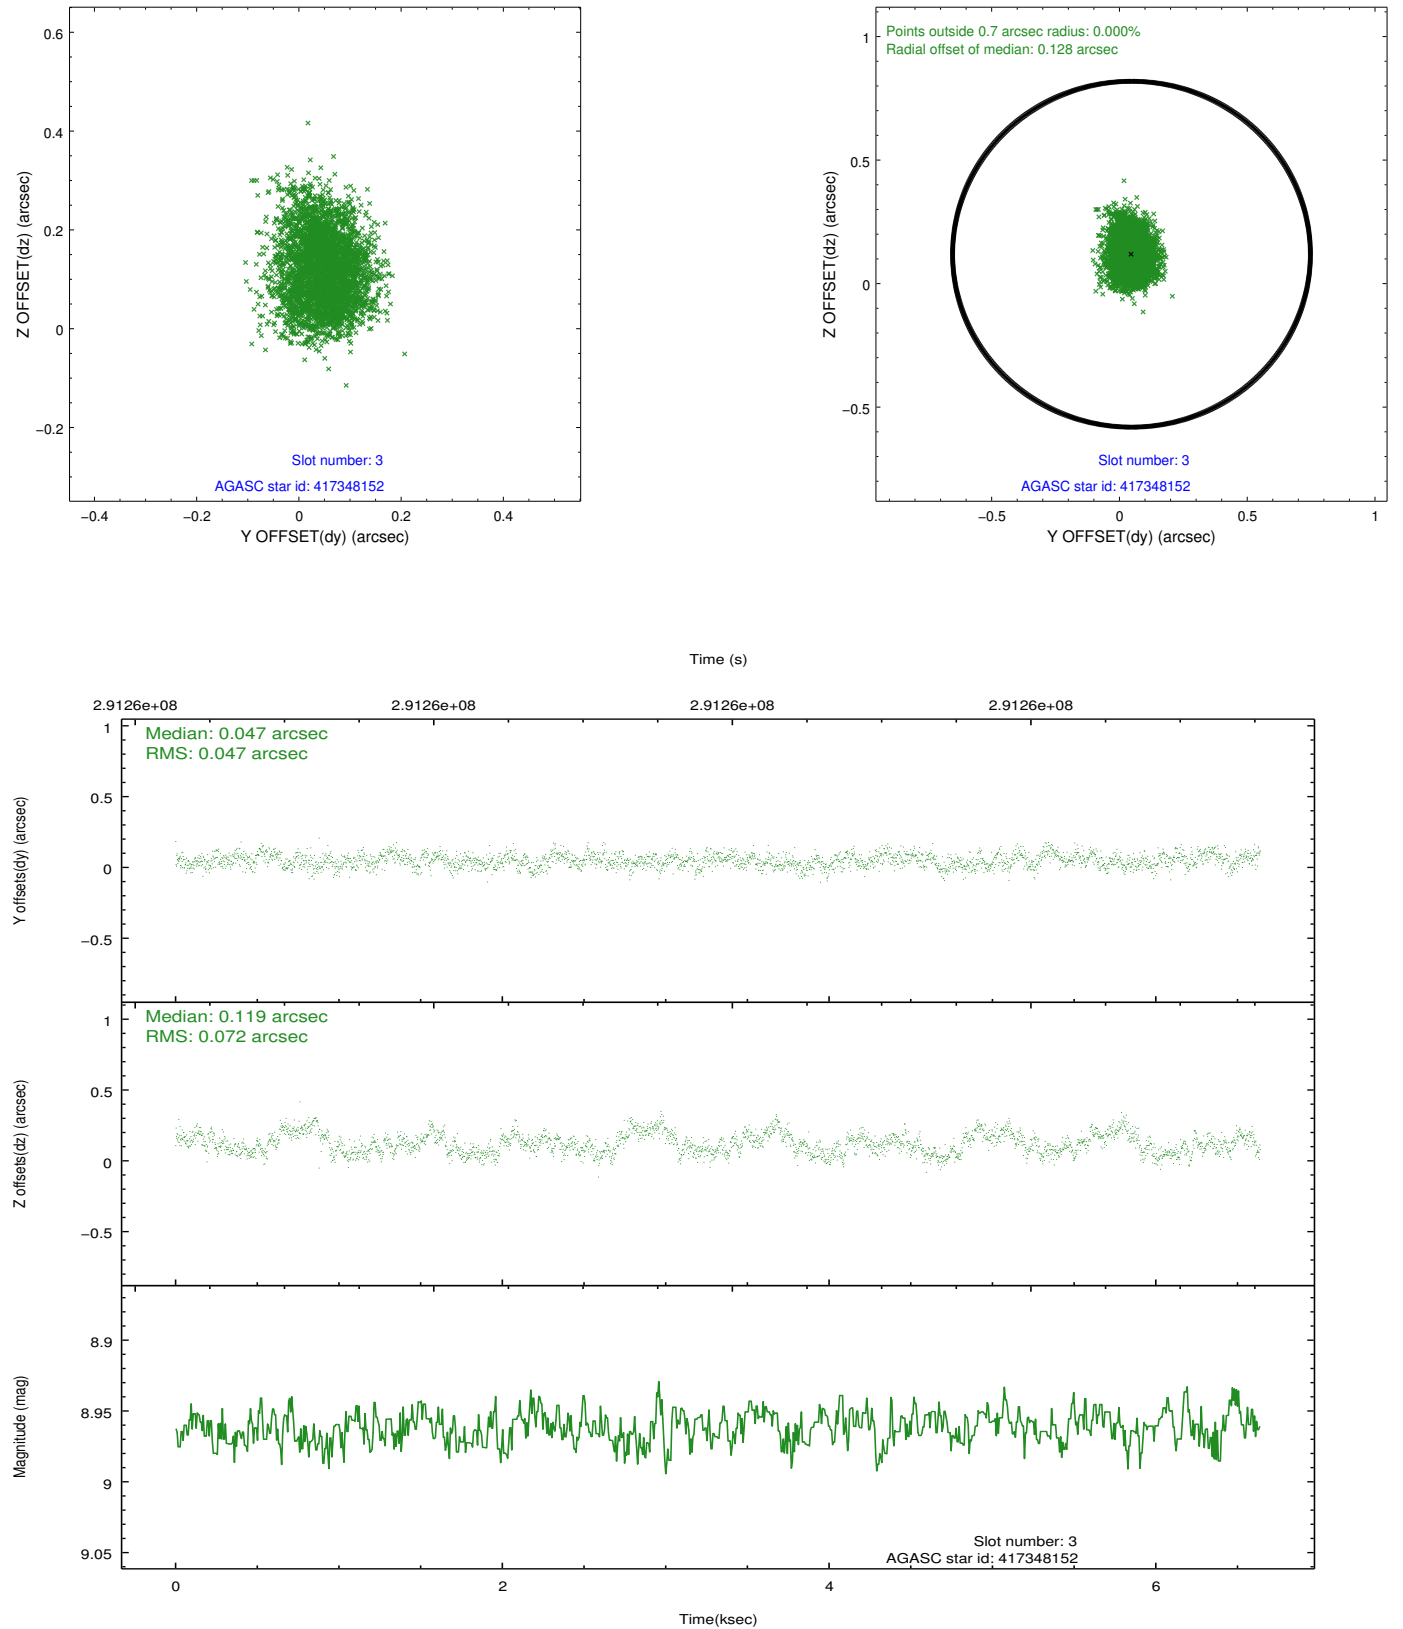 0.6
0.4
0.2
0
−0.2
Z OFFSET(dz) (arcsec)
Slot number: 3
AGASC star id: 417348152
−0.4 −0.2 0 0.2 0.4
Y OFFSET(dy) (arcsec)
Points outside 0.7 arcsec radius: 0.000%
Radial offset of median: 0.128 arcsec
1
0.5
0
−0.5
Z OFFSET(dz) (arcsec)
Slot number: 3
AGASC star id: 417348152
−0.5 0 0.5 1
Y OFFSET(dy) (arcsec)
Time (s)
2.9126e+08 2.9126e+08 2.9126e+08 2.9126e+08
Median: 0.047 arcsec
RMS: 0.047 arcsec
1
0.5
0
−0.5
Y offsets(dy) (arcsec)
Median: 0.119 arcsec
RMS: 0.072 arcsec
1
0.5
0
−0.5
Z offsets(dz) (arcsec)
8.9
8.95
9
9.05
Magnitude (mag)
Slot number: 3
AGASC star id: 417348152
0 2 4 6
Time(ksec)